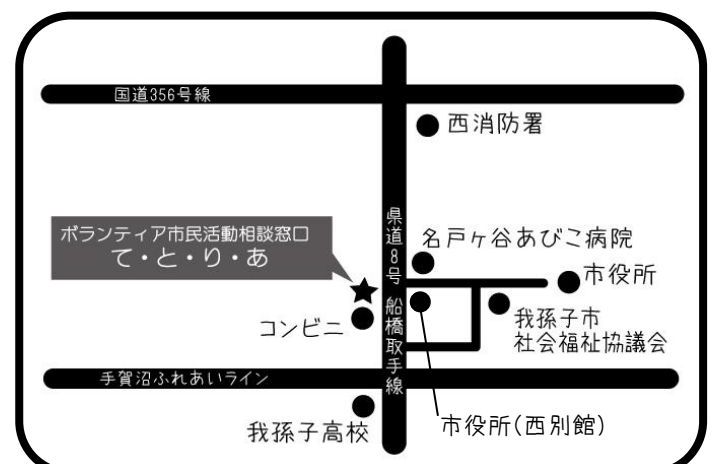 国道356号線
西消防署
県道8号 船橋取手線
ボランティア市民活動相談窓口
て・と・り・あ
名戸ヶ谷あびこ病院
市役所
コンビニ
我孫子市
社会福祉協議会
手賀沼ふれあいライン
我孫子高校
市役所(西別館)